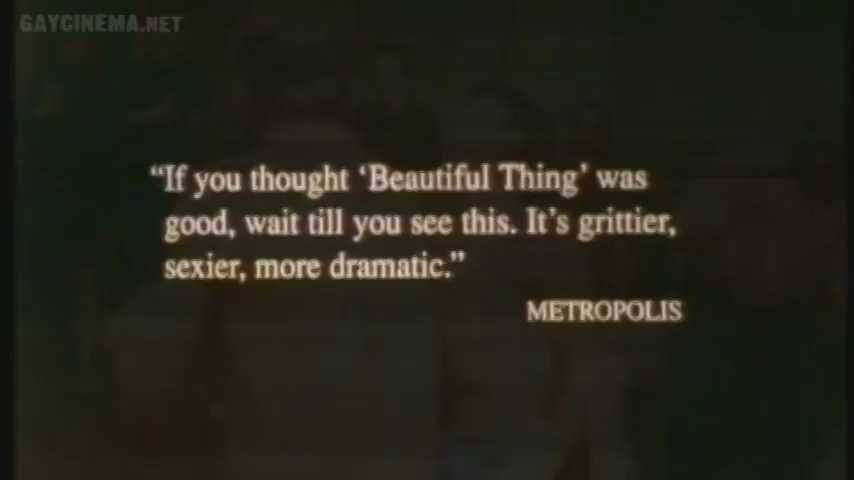 GAYCINEMA.NET
“If you thought ‘Beautiful Thing’ was
good, wait till you see this. It’s grittier,
sexier, more dramatic.”
METROPOLIS